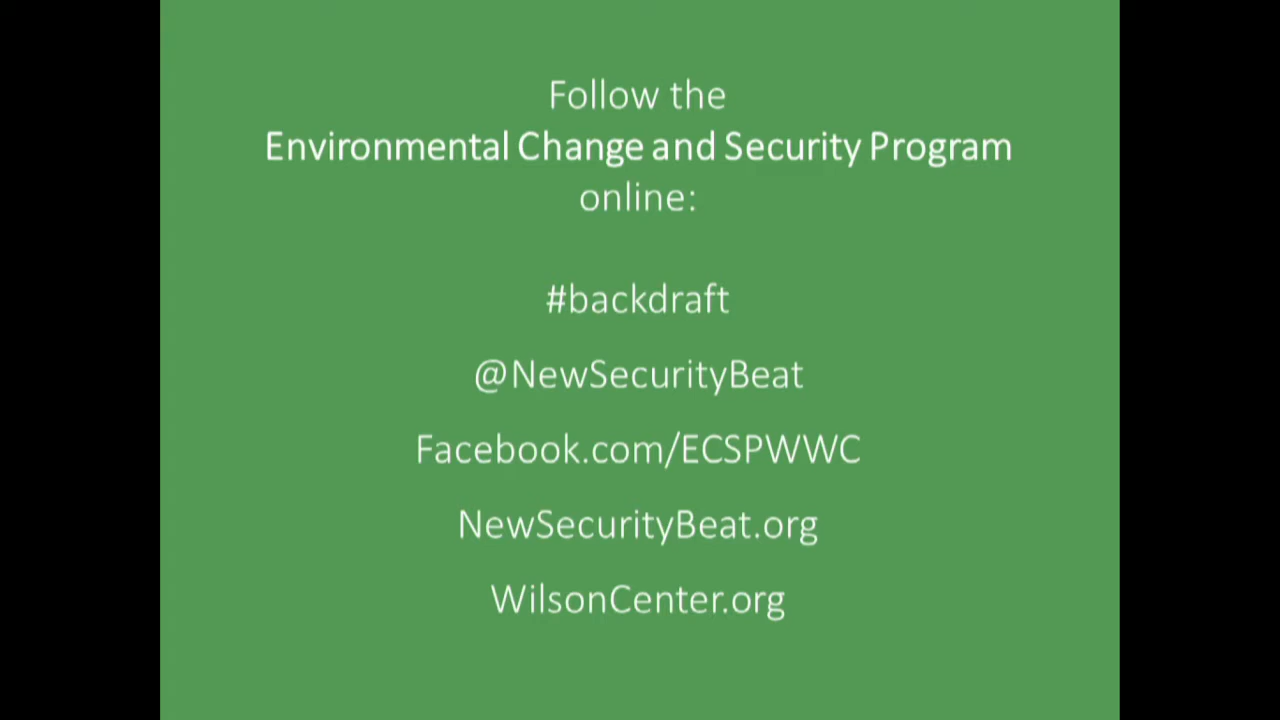 Follow the
Environmental Change and Security Program
online:
#backdraft
@NewSecurityBeat
Facebook.com/ECSPWWC
NewSecurityBeat.org
WilsonCenter.org